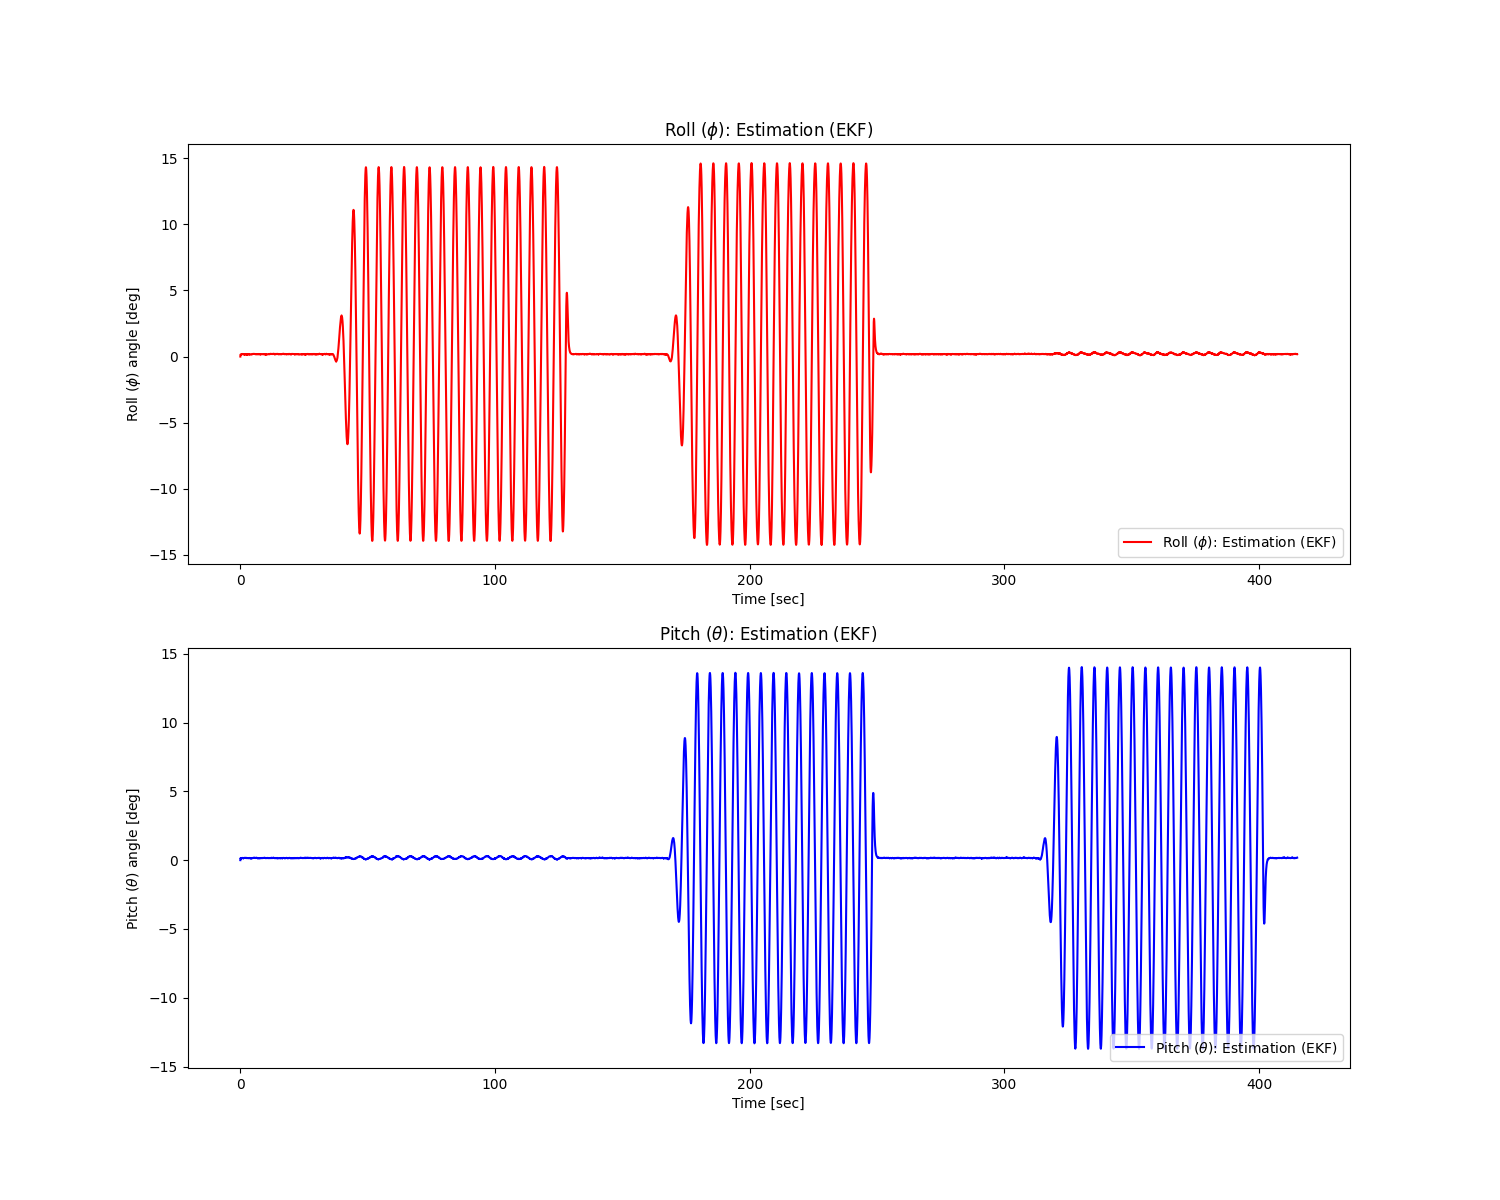 Roll (ϕ): Estimation (EKF)
15
10
5
0
−5
−10
−15
Roll (ϕ) angle [deg]
Roll (ϕ): Estimation (EKF)
0 100 200 300 400
Time [sec]
Pitch (θ): Estimation (EKF)
15
10
5
0
−5
−10
−15
Pitch (θ) angle [deg]
Pitch (θ): Estimation (EKF)
0 100 200 300 400
Time [sec]